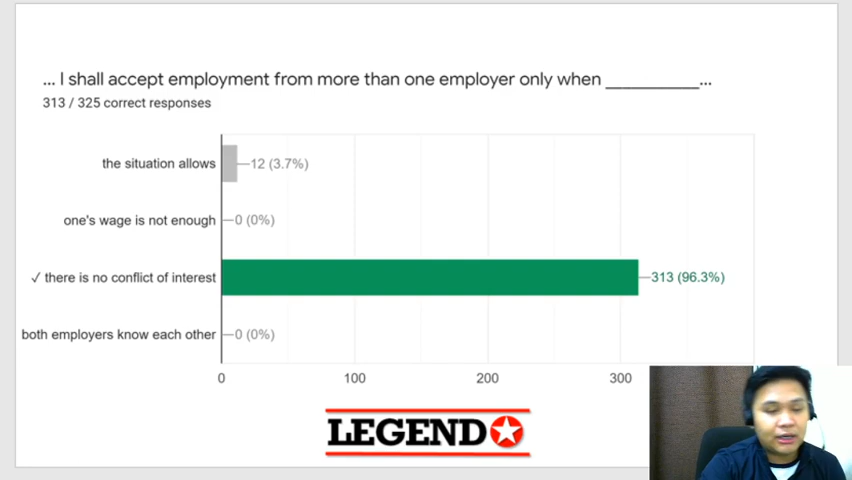 ... I shall accept employment from more than one employer only when __________...
313 / 325 correct responses
the situation allows
12 (3.7%)
one's wage is not enough
0 (0%)
✓ there is no conflict of interest
313 (96.3%)
both employers know each other
0 (0%)
0
100
200
300
LEGEND